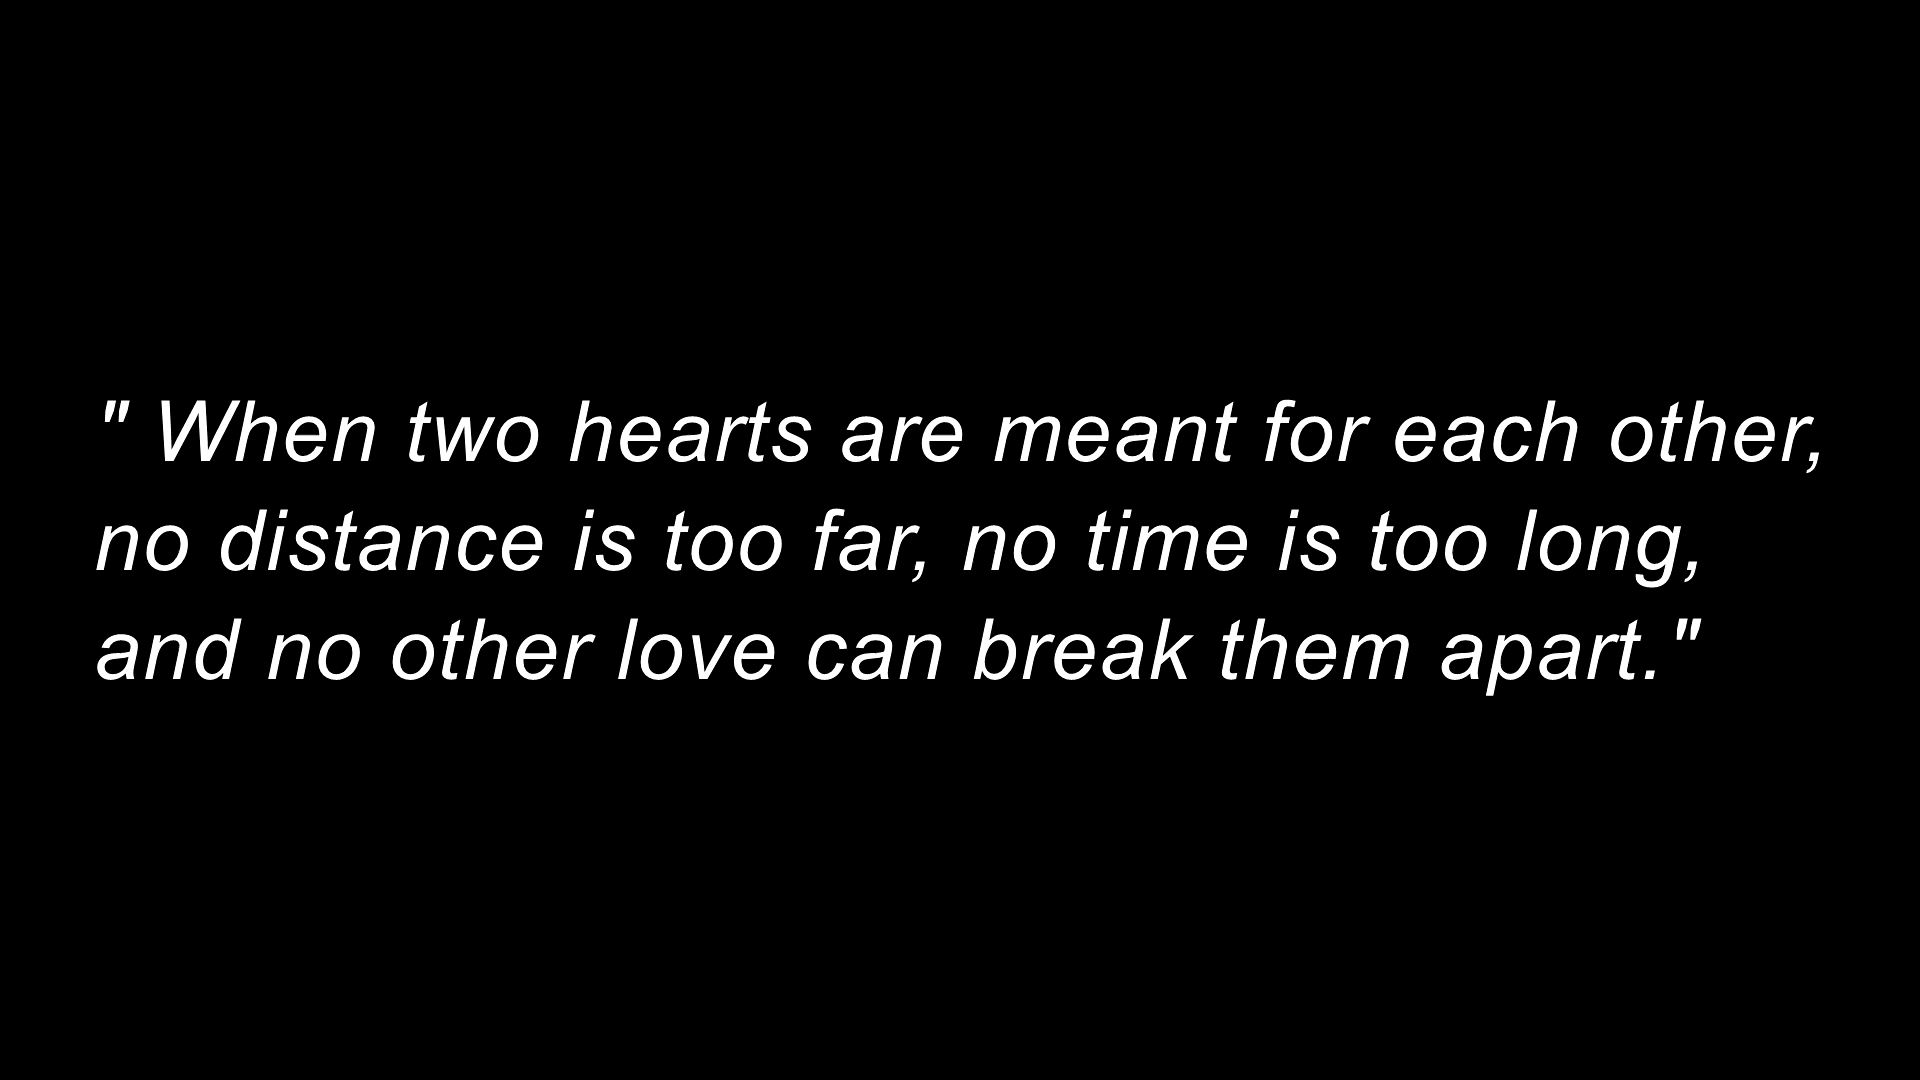 " When two hearts are meant for each other,
no distance is too far, no time is too long,
and no other love can break them apart."